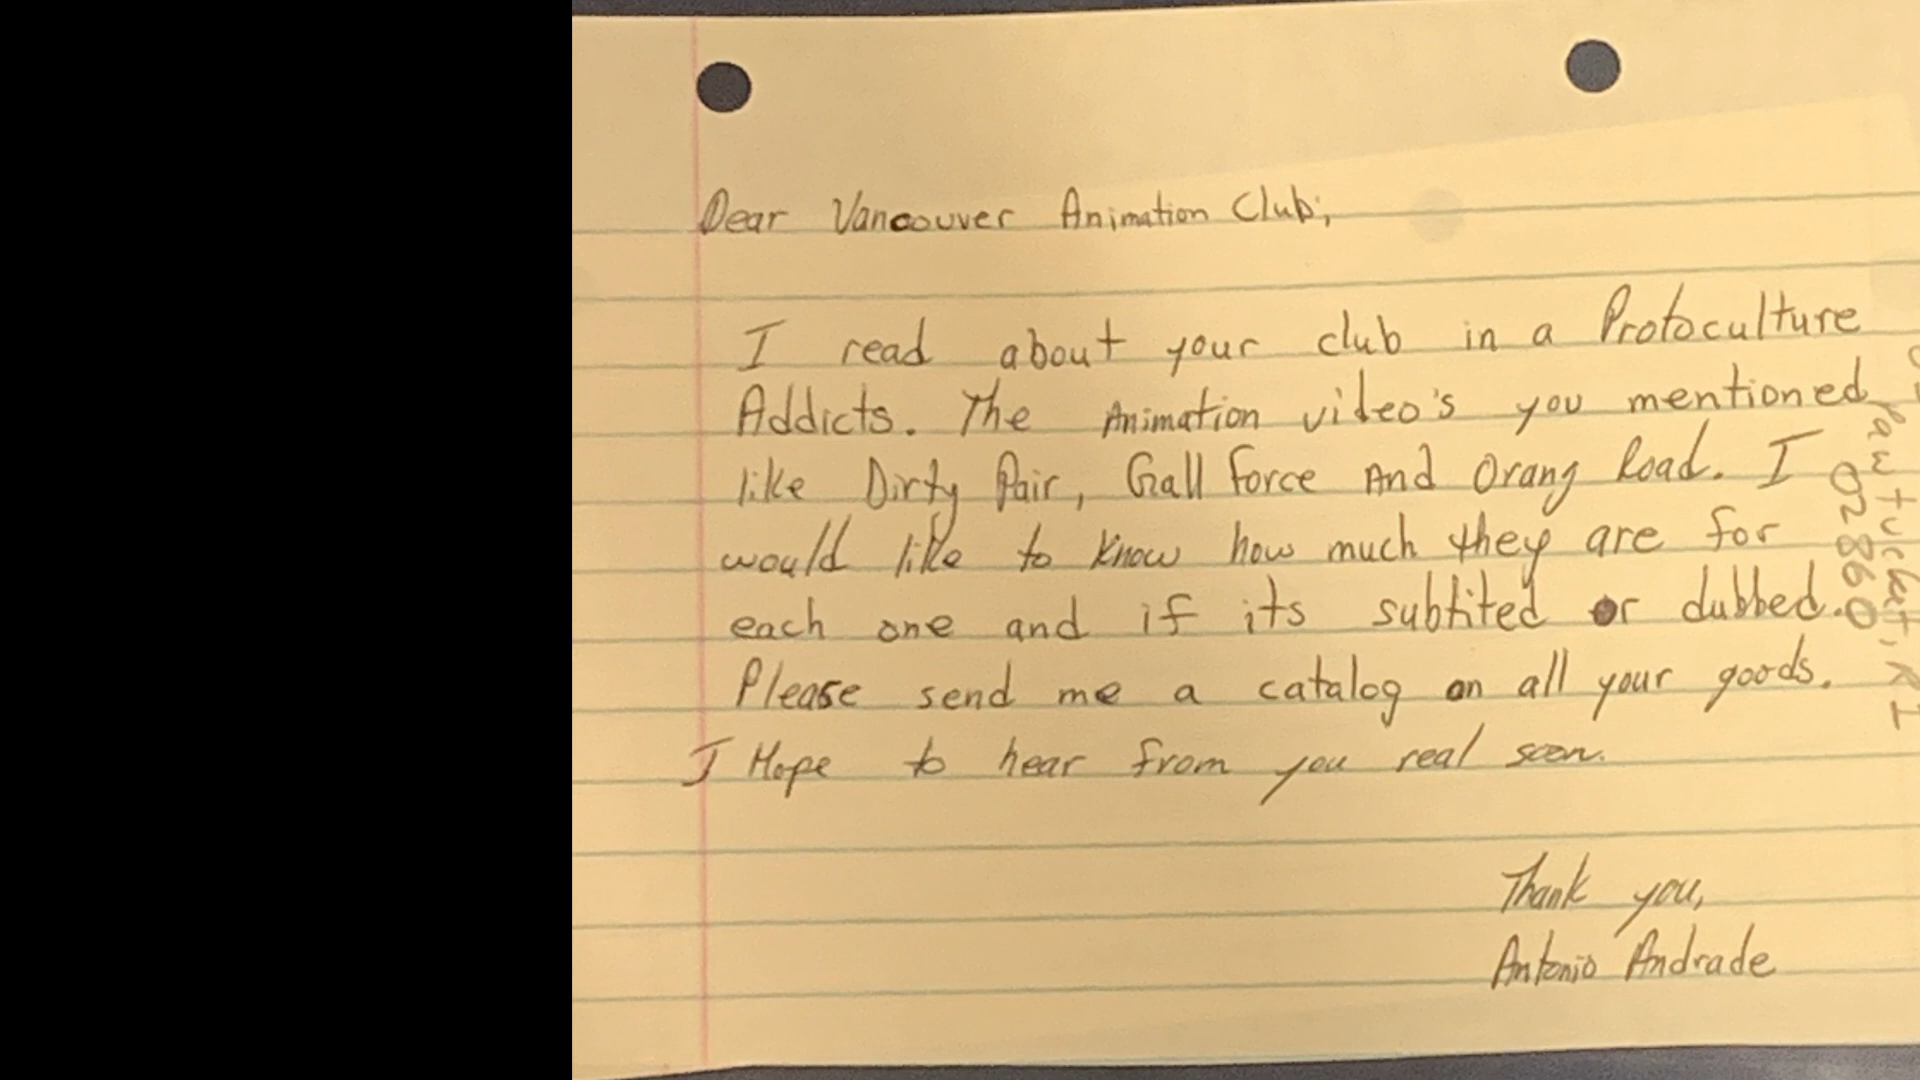 Dear Vancouver Animation Club;
I read about your club in a Protoculture
Addicts. The Animation video's you mentioned
like Dirty Pair, Gall Force And Orang Road. I
would like to know how much they are for
each one and if its subtited or dubbed.
Please send me a catalog on all your goods.
I Hope to hear from you real soon.
Thank you,
Antonio Andrade
Pawtucket, RI
02860